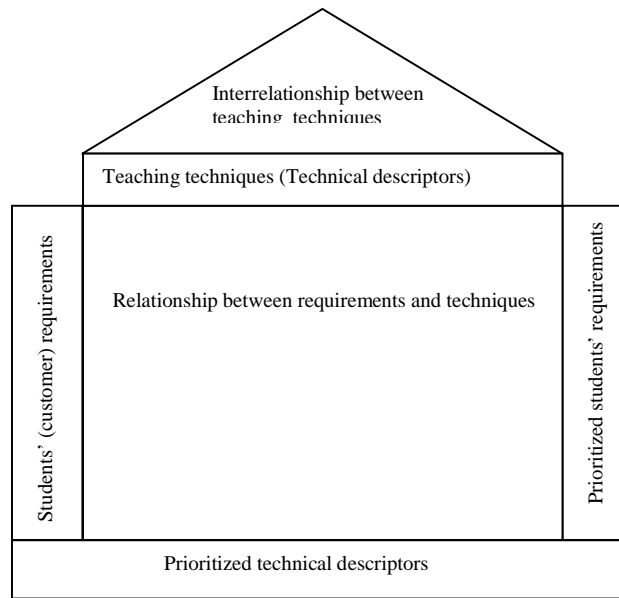 Interrelationship between
teaching techniques
Teaching techniques (Technical descriptors)
Students’ (customer) requirements
Relationship between requirements and techniques
Prioritized students’ requirements
Prioritized technical descriptors